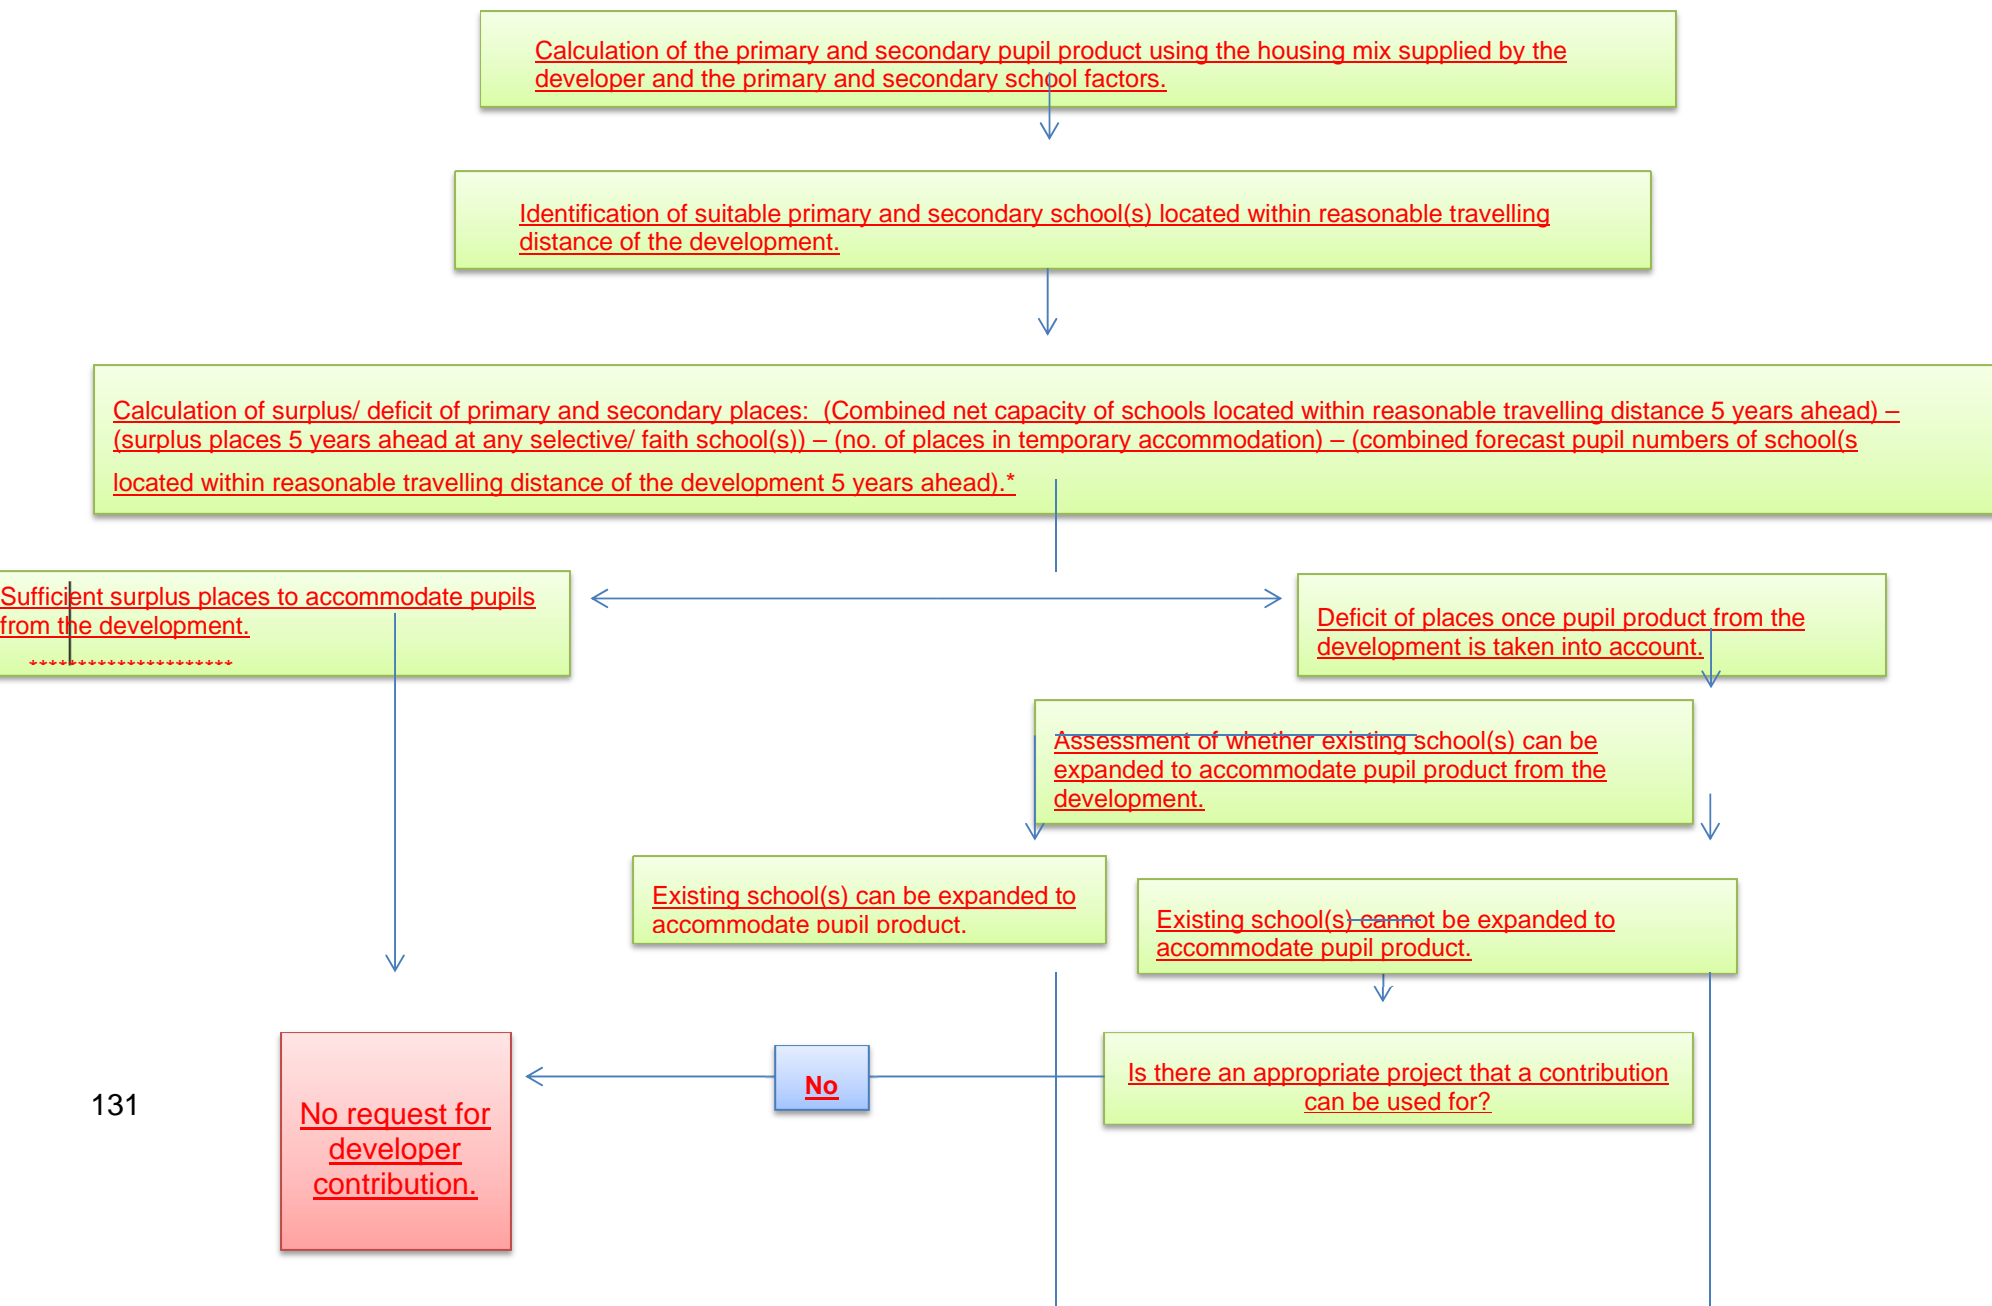 Calculation of the primary and secondary pupil product using the housing mix supplied by the
developer and the primary and secondary school factors.
Identification of suitable primary and secondary school(s) located within reasonable travelling
distance of the development.
Calculation of surplus/ deficit of primary and secondary places:  (Combined net capacity of schools located within reasonable travelling distance 5 years ahead) –
(surplus places 5 years ahead at any selective/ faith school(s)) – (no. of places in temporary accommodation) – (combined forecast pupil numbers of school(s
located within reasonable travelling distance of the development 5 years ahead).*
Sufficient surplus places to accommodate pupils
from the development.
Deficit of places once pupil product from the
development is taken into account.
Assessment of whether existing school(s) can be
expanded to accommodate pupil product from the
development.
Existing school(s) can be expanded to
accommodate pupil product.
Existing school(s) cannot be expanded to
accommodate pupil product.
Is there an appropriate project that a contribution
can be used for?
No
No request for
developer
contribution.
131